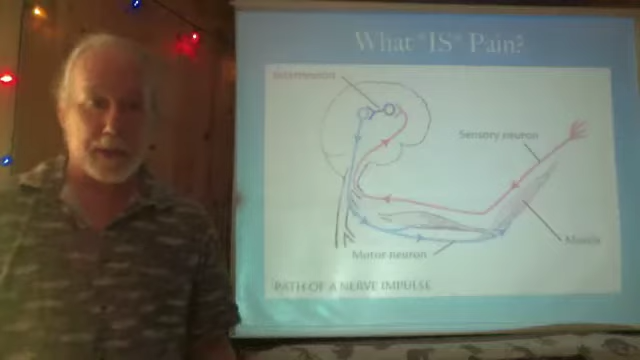 What *IS* Pain?
Interneuron
Sensory neuron
Muscle
Motor neuron
PATH OF A NERVE IMPULSE